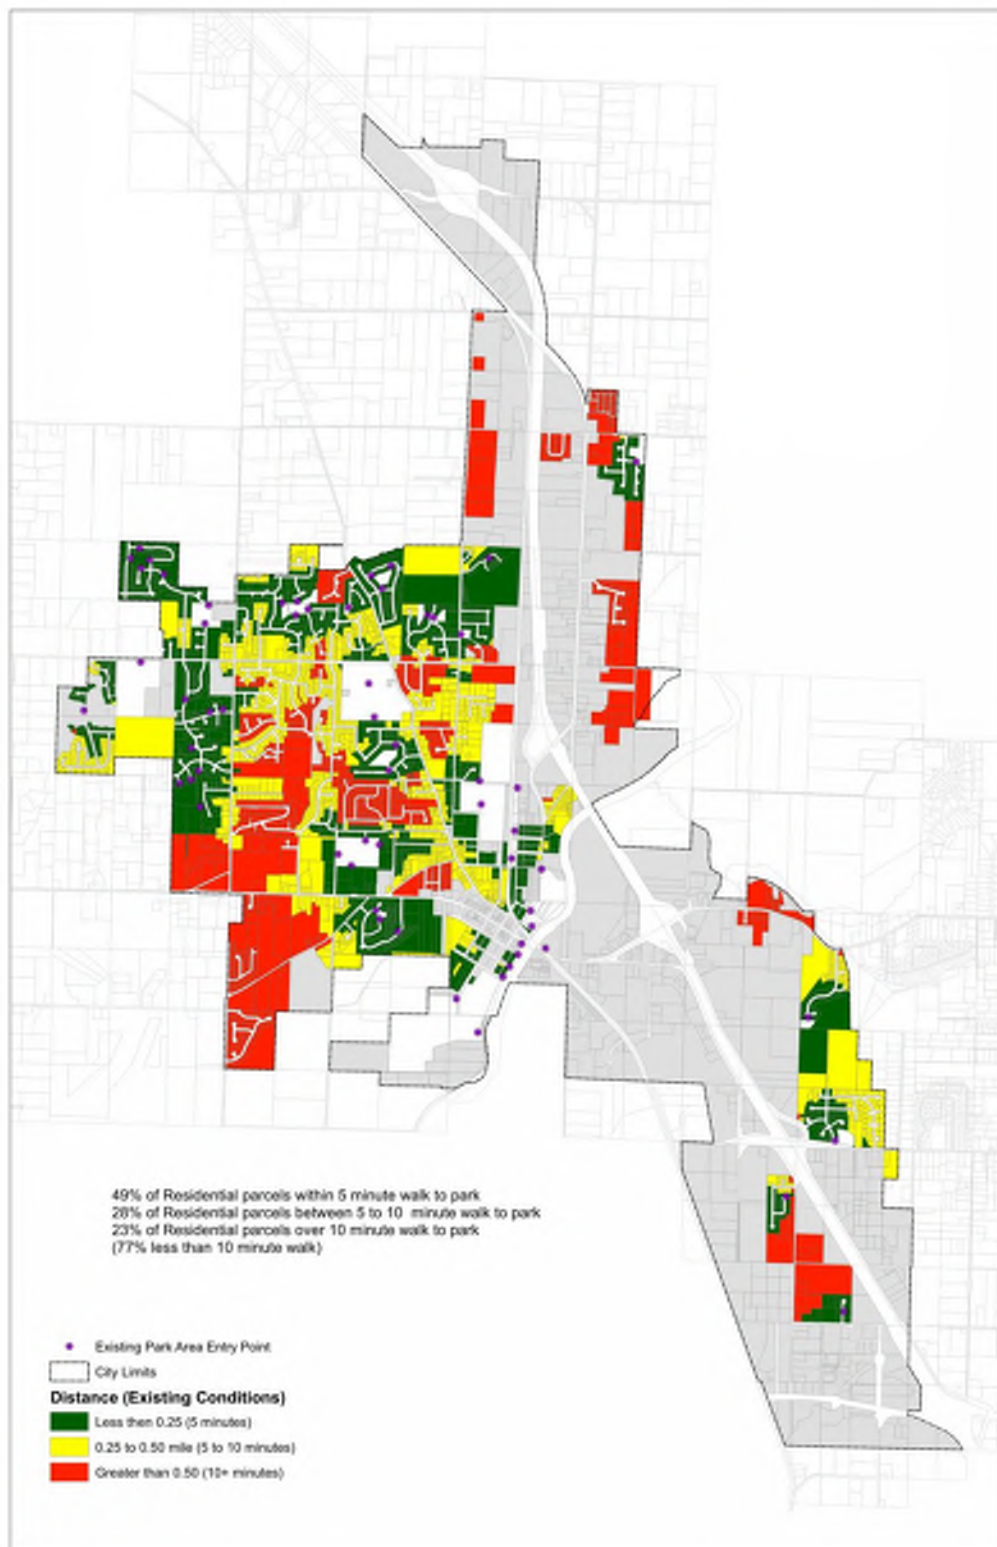 49% of Residential parcels within 5 minute walk to park
28% of Residential parcels between 5 to 10 minute walk to park
23% of Residential parcels over 10 minute walk to park
(77% less than 10 minute walk)
Existing Park Area Entry Point
City Limits
Distance (Existing Conditions)
Less then 0.25 (5 minutes)
0.25 to 0.50 mile (5 to 10 minutes)
Greater than 0.50 (10+ minutes)